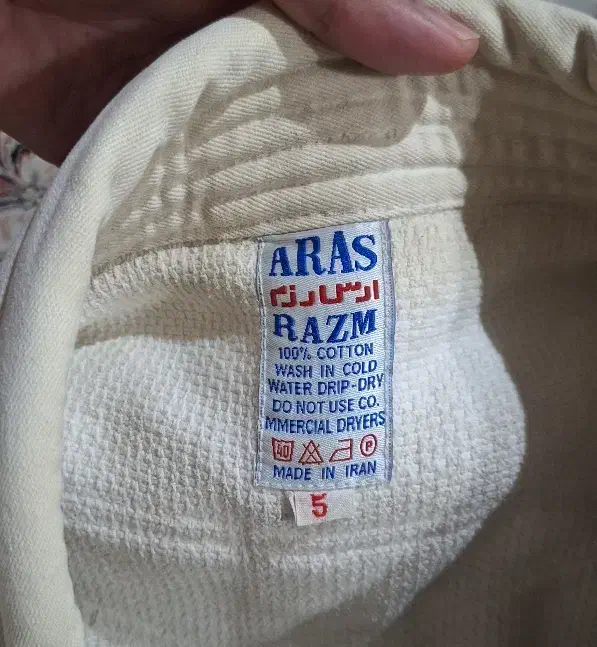 ARAS
ارس رزم
RAZM
100% COTTON
WASH IN COLD
WATER DRIP-DRY
DO NOT USE CO.
MMERCIAL DRYERS
40 P
MADE IN IRAN
5